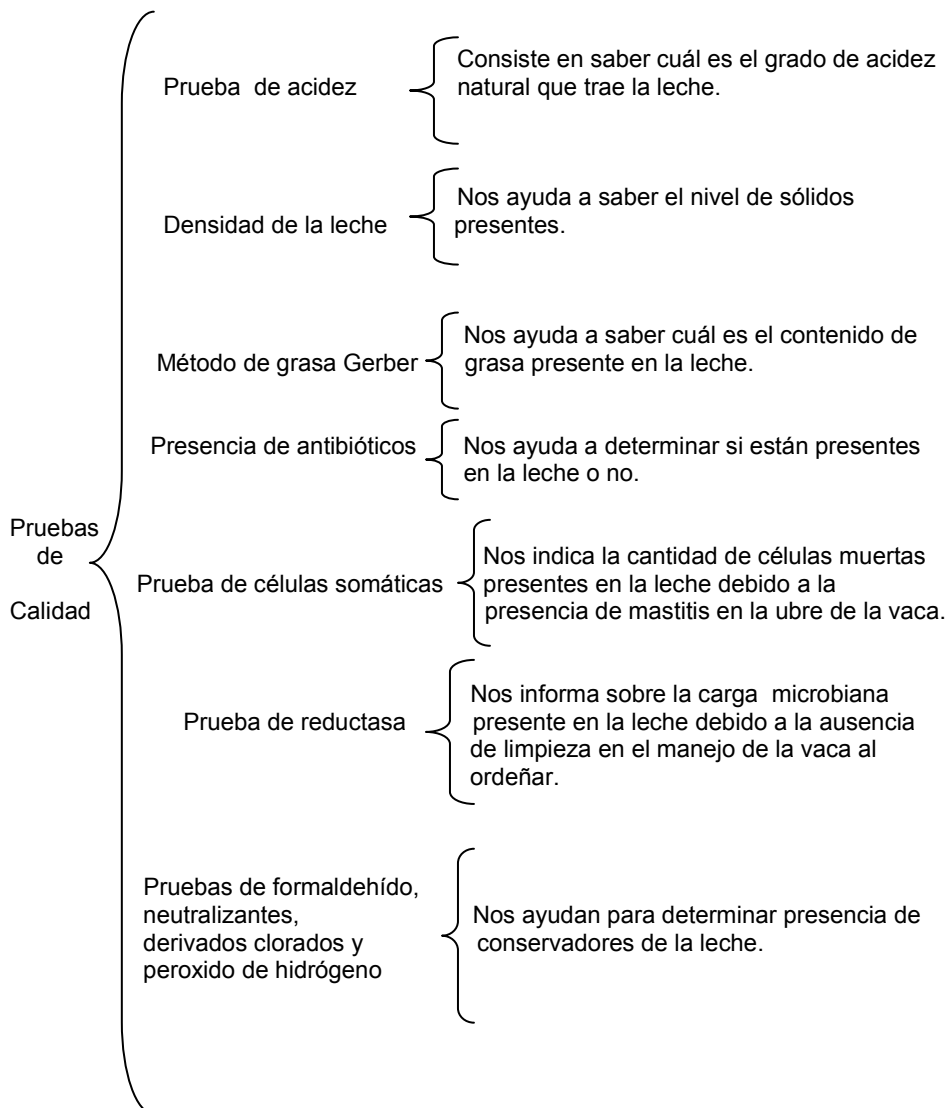 Prueba de acidez
Consiste en saber cuál es el grado de acidez
natural que trae la leche.
Densidad de la leche
Nos ayuda a saber el nivel de sólidos
presentes.
Método de grasa Gerber
Nos ayuda a saber cuál es el contenido de
grasa presente en la leche.
Presencia de antibióticos
Nos ayuda a determinar si están presentes
en la leche o no.
Pruebas
de
Calidad
Prueba de células somáticas
Nos indica la cantidad de células muertas
presentes en la leche debido a la
presencia de mastitis en la ubre de la vaca.
Prueba de reductasa
Nos informa sobre la carga microbiana
presente en la leche debido a la ausencia
de limpieza en el manejo de la vaca al
ordeñar.
Pruebas de formaldehído,
neutralizantes,
derivados clorados y
peroxido de hidrógeno
Nos ayudan para determinar presencia de
conservadores de la leche.